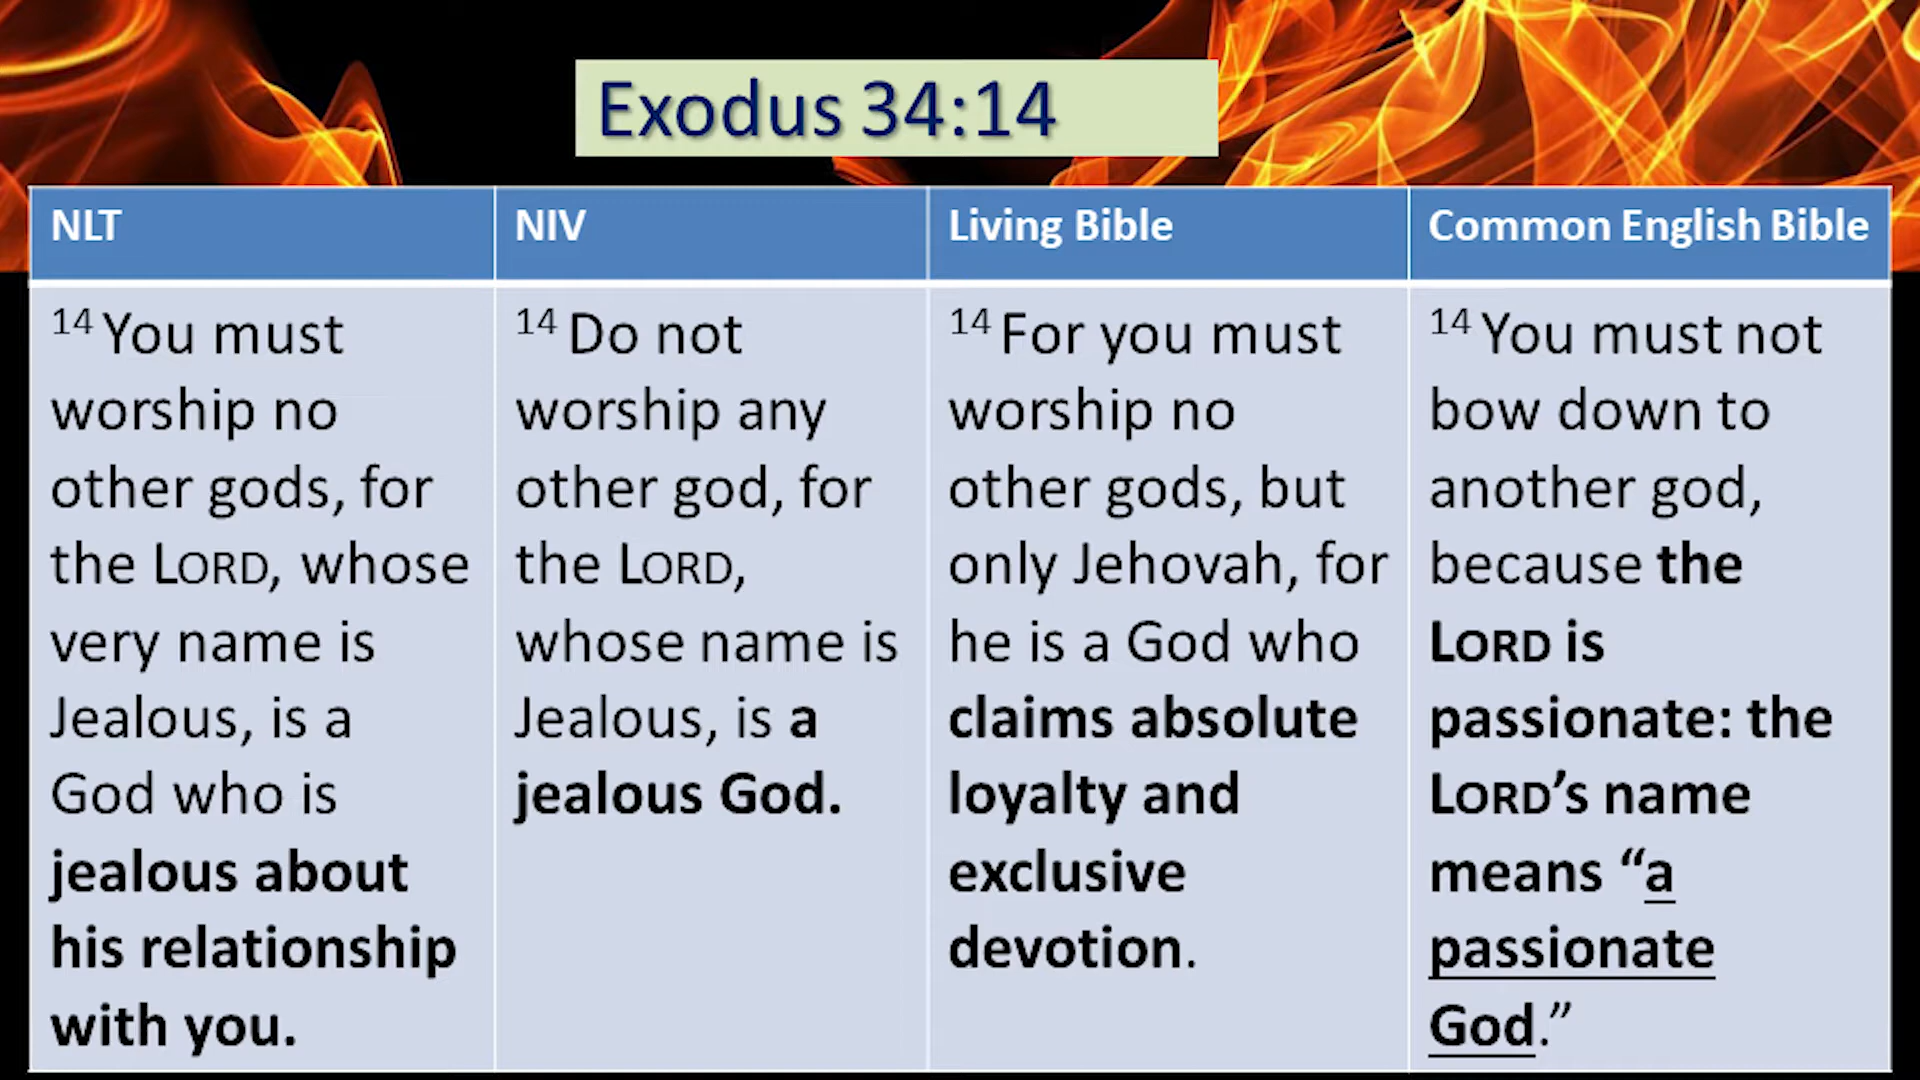 Exodus 34:14
NLT
NIV
Living Bible
Common English Bible
14 You must
worship no
other gods, for
the LORD, whose
very name is
Jealous, is a
God who is
jealous about
his relationship
with you.
14 Do not
worship any
other god, for
the LORD,
whose name is
Jealous, is a
jealous God.
14 For you must
worship no
other gods, but
only Jehovah, for
he is a God who
claims absolute
loyalty and
exclusive
devotion.
14 You must not
bow down to
another god,
because the
LORD is
passionate: the
LORD’s name
means “a
passionate
God.”